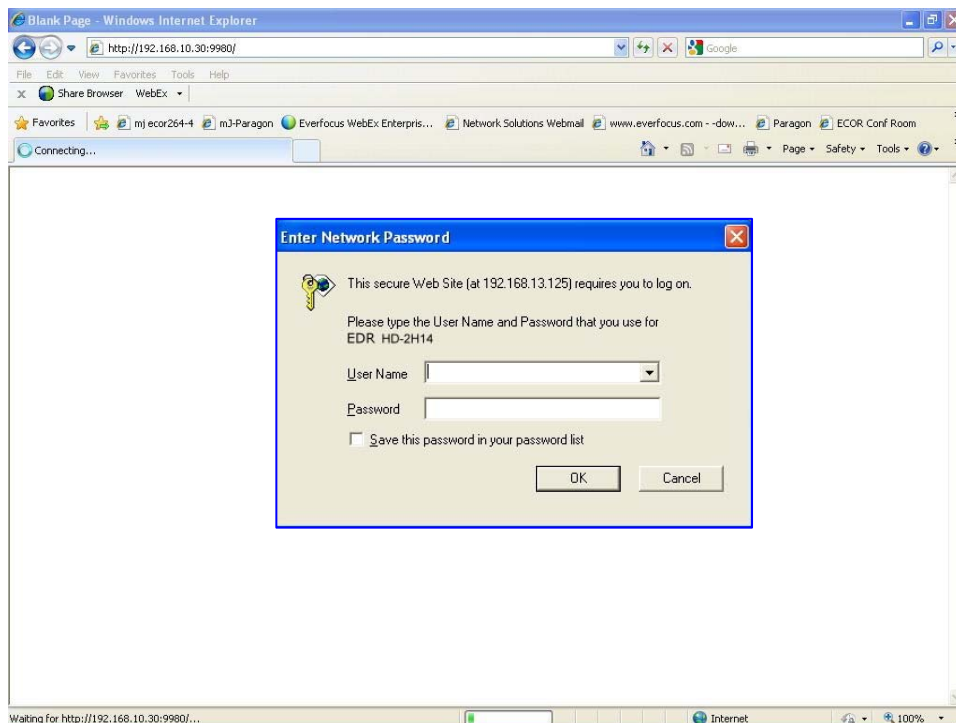 Blank Page - Windows Internet Explorer
http://192.168.10.30:9980/
Google
File Edit View Favorites Tools Help
x Share Browser WebEx
Favorites mj ecor264-4 mJ-Paragon Everfocus WebEx Enterpris... Network Solutions Webmail www.everfocus.com - -dow... Paragon ECOR Conf Room
Connecting...
Page Safety Tools
Enter Network Password
This secure Web Site (at 192.168.13.125) requires you to log on.
Please type the User Name and Password that you use for
EDR HD-2H14
User Name
Password
Save this password in your password list
OK Cancel
Waiting for http://192.168.10.30:9980/... Internet 100%